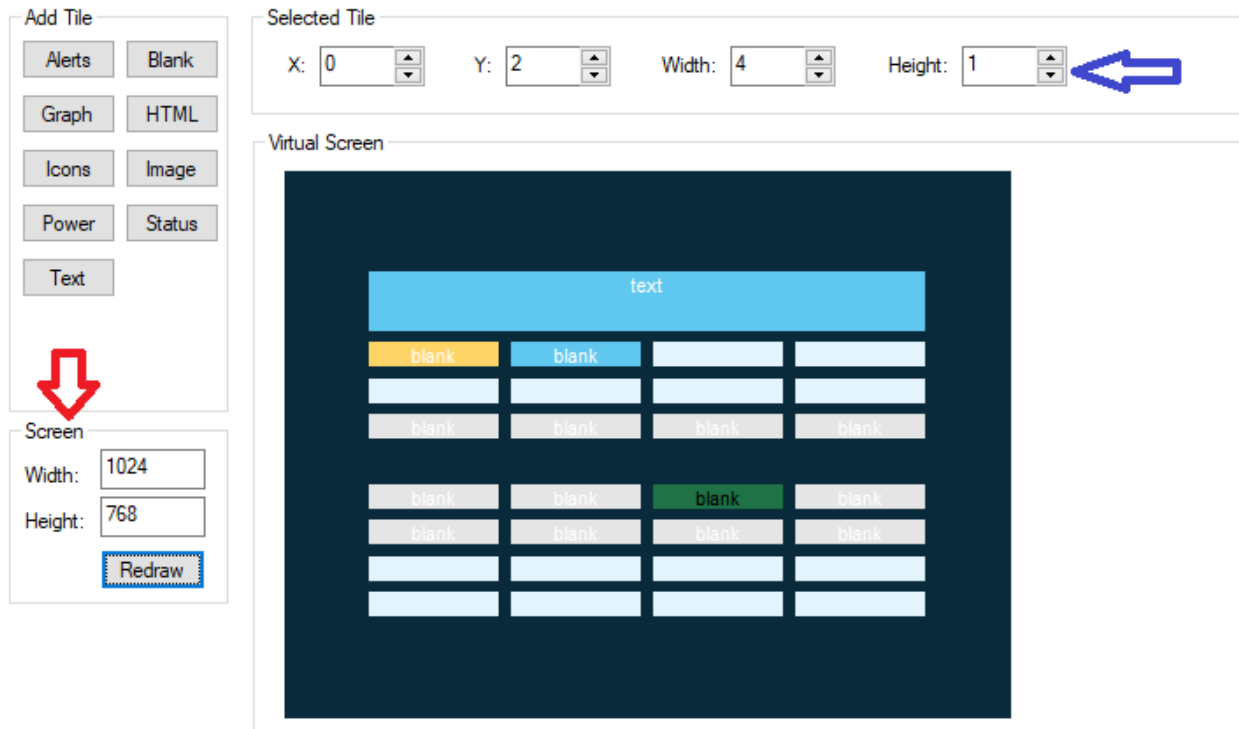 Add Tile
Alerts Blank
Graph HTML
Icons Image
Power Status
Text
Screen
Width: 1024
Height: 768
Redraw
Selected Tile
X: 0 Y: 2 Width: 4 Height: 1
Virtual Screen
text
blank blank
blank blank blank blank
blank blank blank blank
blank blank blank blank